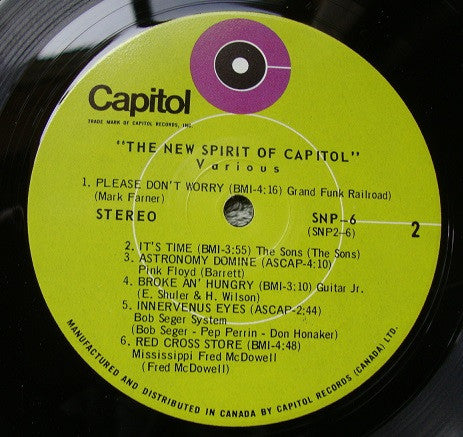 Capitol
TRADE MARK OF CAPITOL RECORDS, INC.
"THE NEW SPIRIT OF CAPITOL"
Various
1. PLEASE DON'T WORRY (BMI-4:16) Grand Funk Railroad)
(Mark Farner)
STEREO
SNP-6
(SNP2-6)
2
2. IT'S TIME (BMI-3:55) The Sons (The Sons)
3. ASTRONOMY DOMINE (ASCAP-4:10)
Pink Floyd (Barrett)
4. BROKE AN' HUNGRY (BMI-3:10) Guitar Jr.
(E. Shuler & H. Wilson)
5. INNERVENUS EYES (ASCAP-2:44)
Bob Seger System
(Bob Seger - Pep Perrin - Don Honaker)
6. RED CROSS STORE (BMI-4:48)
Mississippi Fred McDowell
(Fred McDowell)
MANUFACTURED AND DISTRIBUTED IN CANADA BY CAPITOL RECORDS (CANADA) LTD.